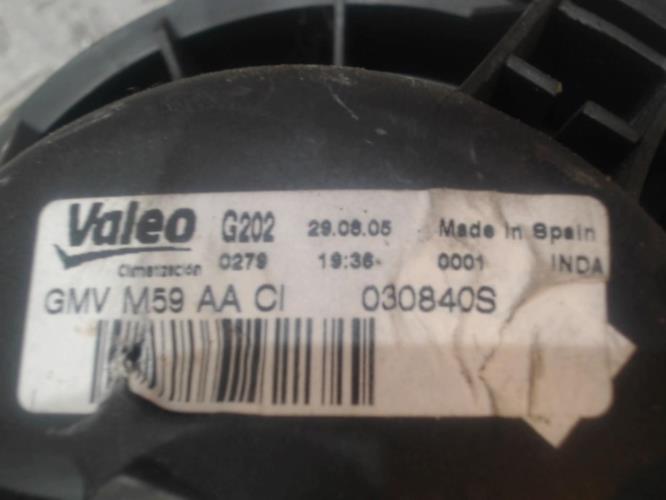 Valeo G202 29.08.05 Made in Spain
Climatización 0279 19:36 0001 INDA
GMV M59 AA CI 030840S